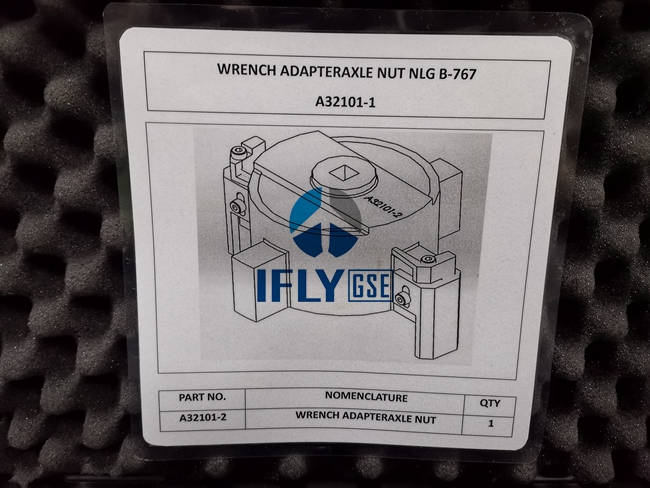 WRENCH ADAPTERAXLE NUT NLG B-767
A32101-1
A32101-2
IFLY GSE
PART NO. NOMENCLATURE QTY
A32101-2 WRENCH ADAPTERAXLE NUT 1